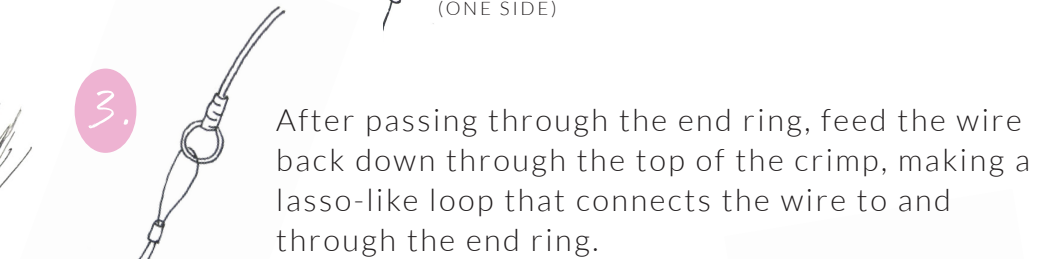 (ONE SIDE)
3.
After passing through the end ring, feed the wire
back down through the top of the crimp, making a
lasso-like loop that connects the wire to and
through the end ring.